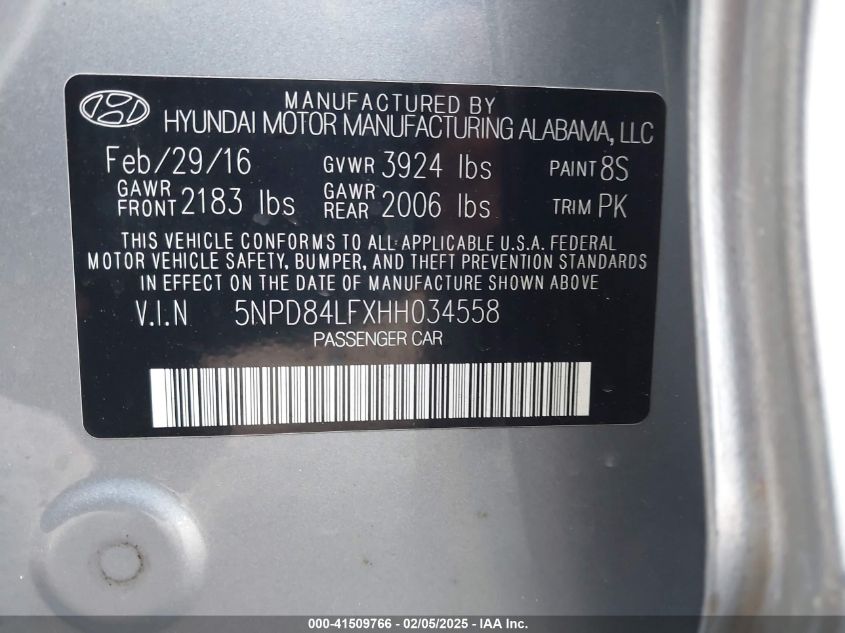 MANUFACTURED BY
HYUNDAI MOTOR MANUFACTURING ALABAMA, LLC
Feb/29/16 GVWR 3924 lbs PAINT 8S
GAWR FRONT 2183 lbs GAWR REAR 2006 lbs TRIM PK
THIS VEHICLE CONFORMS TO ALL APPLICABLE U.S.A. FEDERAL
MOTOR VEHICLE SAFETY, BUMPER, AND THEFT PREVENTION STANDARDS
IN EFFECT ON THE DATE OF MANUFACTURE SHOWN ABOVE.
V.I.N 5NPD84LFXHH034558
PASSENGER CAR
000-41509766 - 02/05/2025 - IAA Inc.